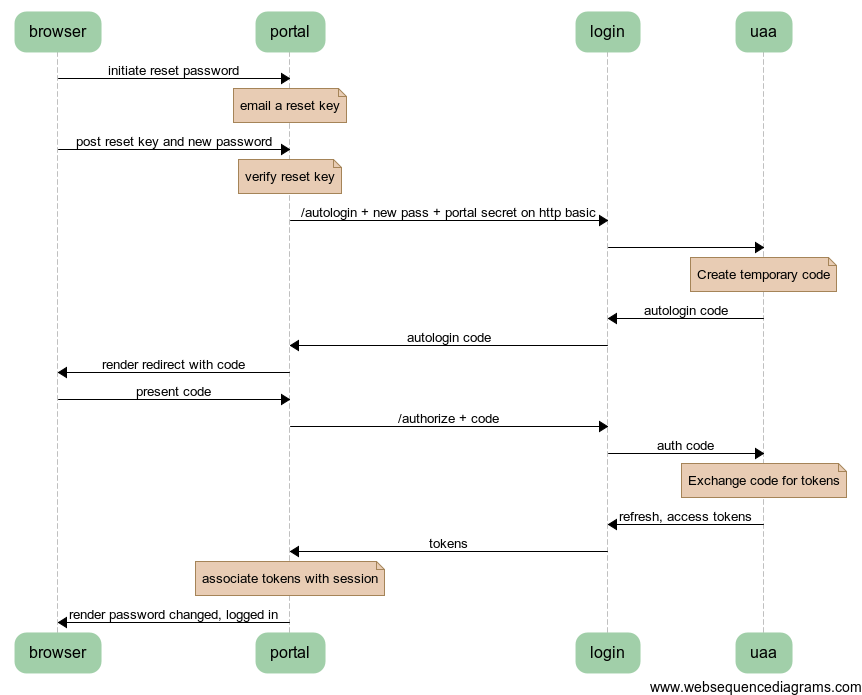 browser
portal
login
uaa
initiate reset password
email a reset key
post reset key and new password
verify reset key
/autologin + new pass + portal secret on http basic
Create temporary code
autologin code
autologin code
render redirect with code
present code
/authorize + code
auth code
Exchange code for tokens
refresh, access tokens
tokens
associate tokens with session
render password changed, logged in
browser
portal
login
uaa
www.websequencediagrams.com